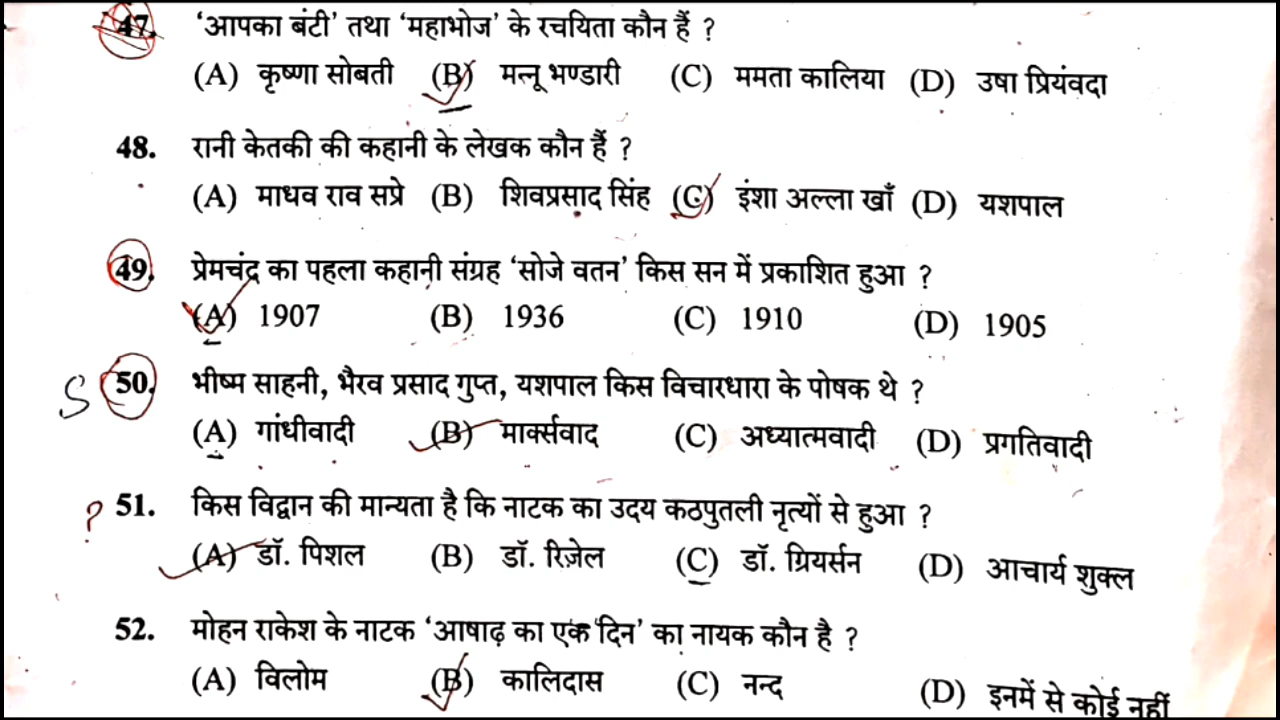 47. ‘आपका बंटी’ तथा ‘महाभोज’ के रचयिता कौन हैं ?
(A) कृष्णा सोबती (B) मन्नू भण्डारी (C) ममता कालिया (D) उषा प्रियंवदा
48. रानी केतकी की कहानी के लेखक कौन हैं ?
(A) माधव राव सप्रे (B) शिवप्रसाद सिंह (C) इंशा अल्ला खाँ (D) यशपाल
49. प्रेमचंद्र का पहला कहानी संग्रह ‘सोजे वतन’ किस सन में प्रकाशित हुआ ?
(A) 1907 (B) 1936 (C) 1910 (D) 1905
S 50. भीष्म साहनी, भैरव प्रसाद गुप्त, यशपाल किस विचारधारा के पोषक थे ?
(A) गांधीवादी (B) मार्क्सवाद (C) अध्यात्मवादी (D) प्रगतिवादी
? 51. किस विद्वान की मान्यता है कि नाटक का उदय कठपुतली नृत्यों से हुआ ?
(A) डॉ. पिशल (B) डॉ. रिज़ेल (C) डॉ. ग्रियर्सन (D) आचार्य शुक्ल
52. मोहन राकेश के नाटक ‘आषाढ़ का एक दिन’ का नायक कौन है ?
(A) विलोम (B) कालिदास (C) नन्द (D) इनमें से कोई नहीं